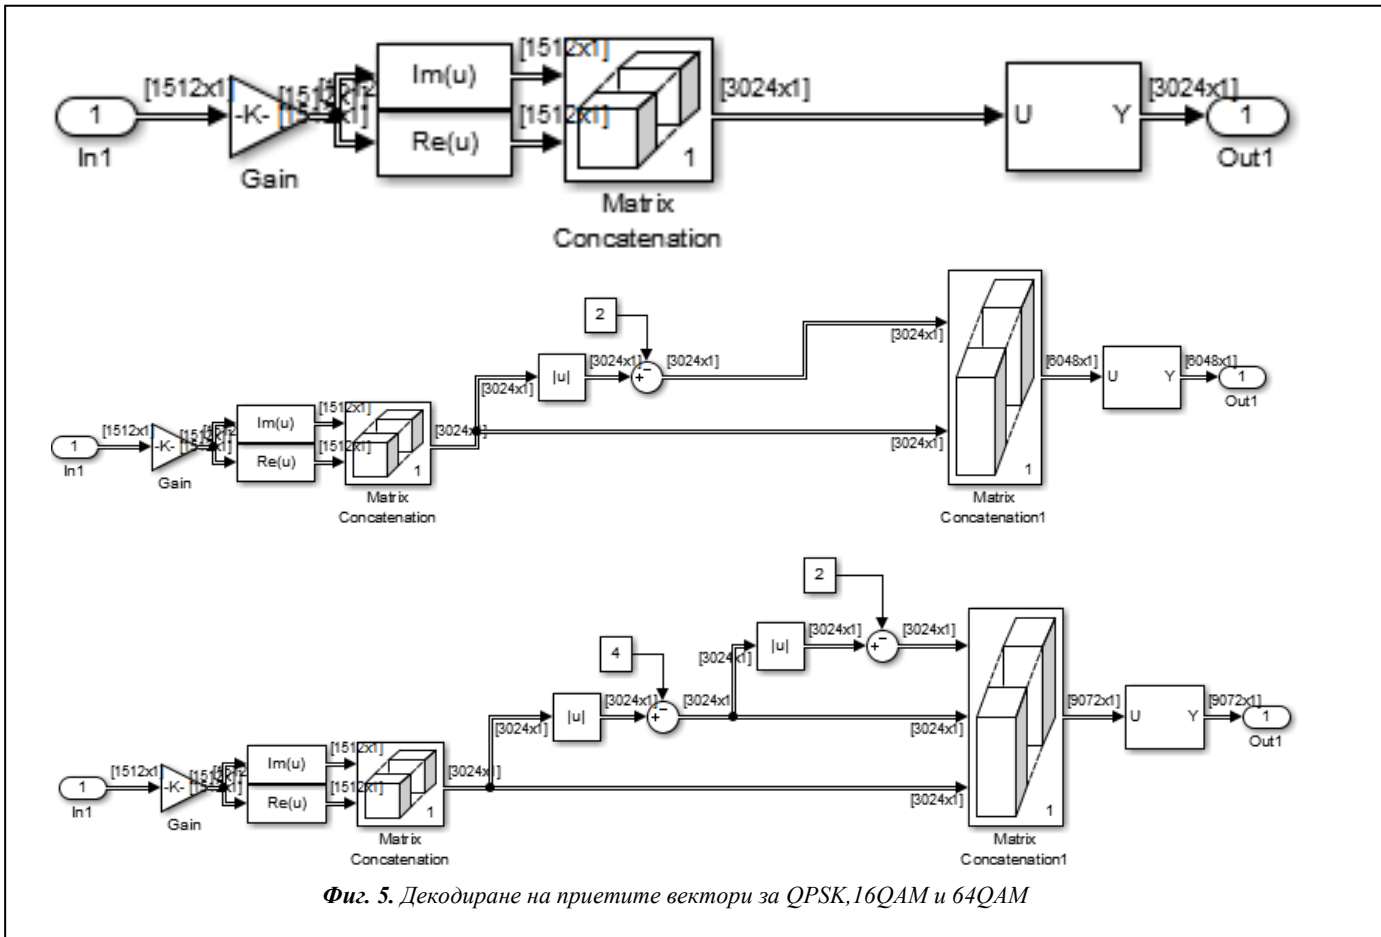 [1512x1]
[1512x1]
Im(u)
1
-K-
[1512x1]
[3024x1]
[3024x1]
[1512x1]
Re(u)
1
U Y
1
In1
Gain
Out1
Matrix
Concatenation
2
[3024x1]
[3024x1]
[3024x1]
|u|
[3024x1]
[6048x1]
[6048x1]
U Y
1
Out1
[1512x1]
[1512x1]
Im(u)
[3024x1]
[3024x1]
1
-K-
[1512x1]
[1512x1]
Re(u)
1
1
In1
Gain
Matrix
Concatenation
Matrix
Concatenation1
2
4
[3024x1]
[3024x1]
|u|
[3024x1]
[3024x1]
[3024x1]
|u|
[3024x1]
[3024x1]
[9072x1]
[9072x1]
U Y
1
Out1
[1512x1]
[1512x1]
Im(u)
[3024x1]
[3024x1]
1
-K-
[1512x1]
[1512x1]
Re(u)
1
1
In1
Gain
Matrix
Concatenation
Matrix
Concatenation1
Фиг. 5. Декодиране на приетите вектори за QPSK,16QAM и 64QAM